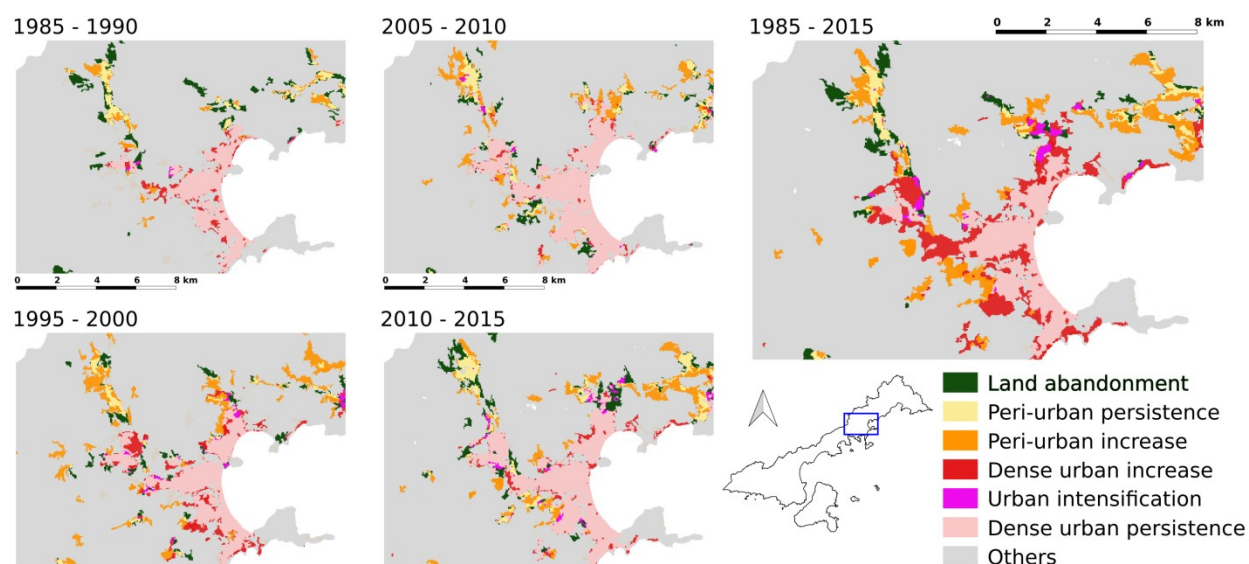 1985 - 1990
2005 - 2010
1985 - 2015
0 2 4 6 8 km
0 2 4 6 8 km
0 2 4 6 8 km
1995 - 2000
2010 - 2015
Land abandonment
Peri-urban persistence
Peri-urban increase
Dense urban increase
Urban intensification
Dense urban persistence
Others